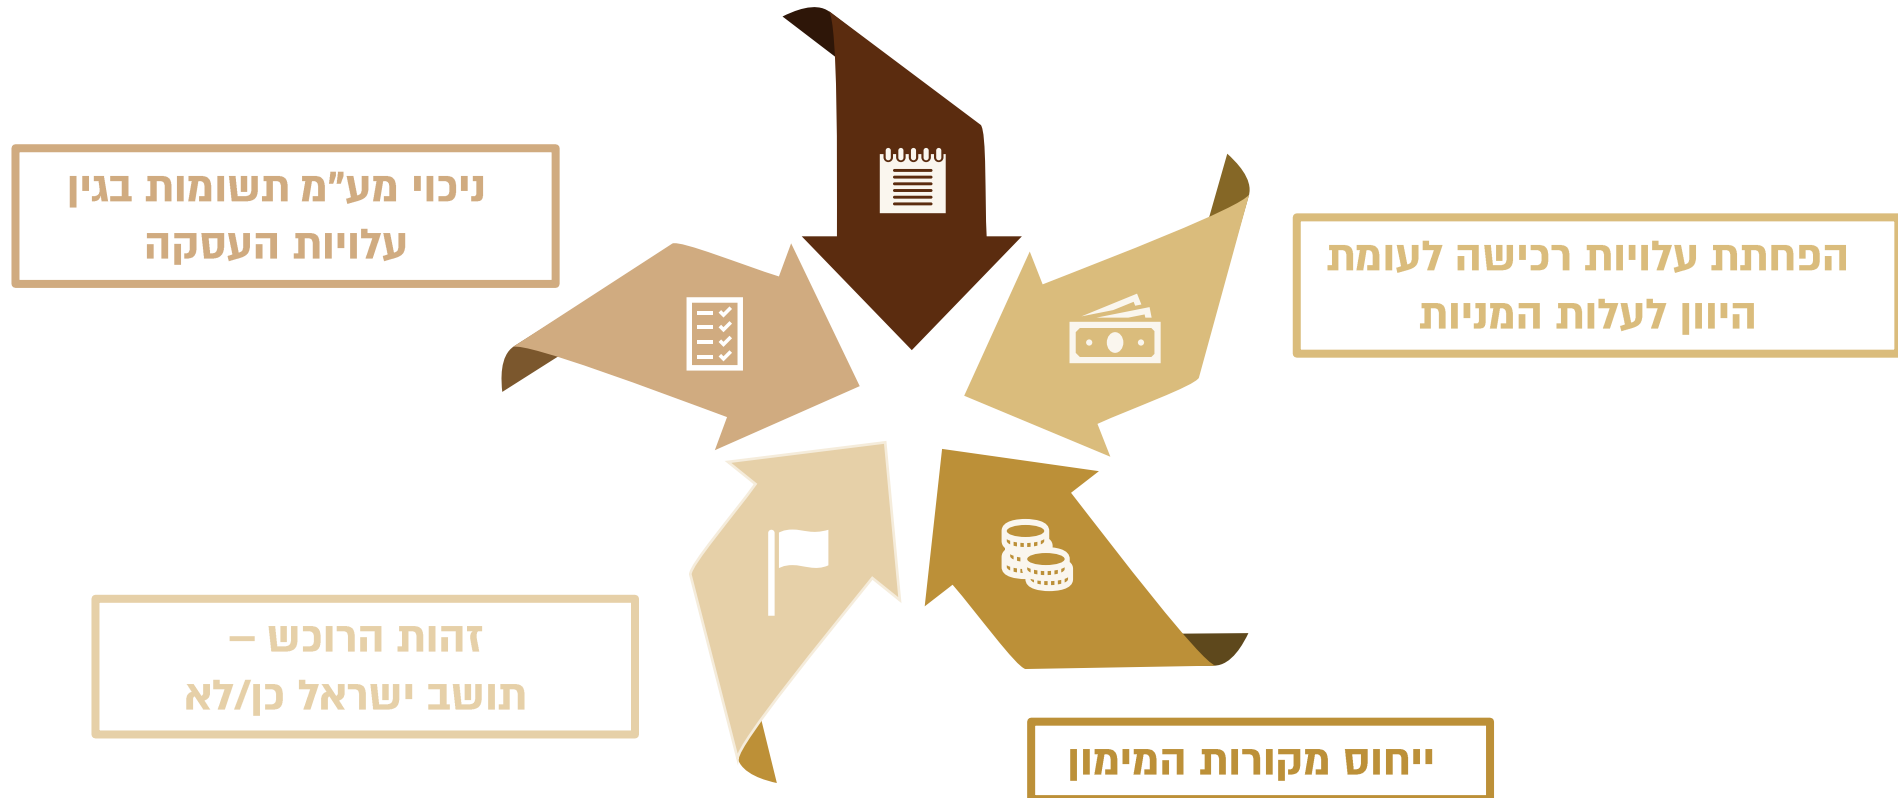 הפחתת עלויות רכישה לעומת
היוון לעלות המניות
ניכוי מע"מ תשומות בגין
עלויות העסקה
זהות הרוכש –
תושב ישראל כן/לא
ייחוס מקורות המימון